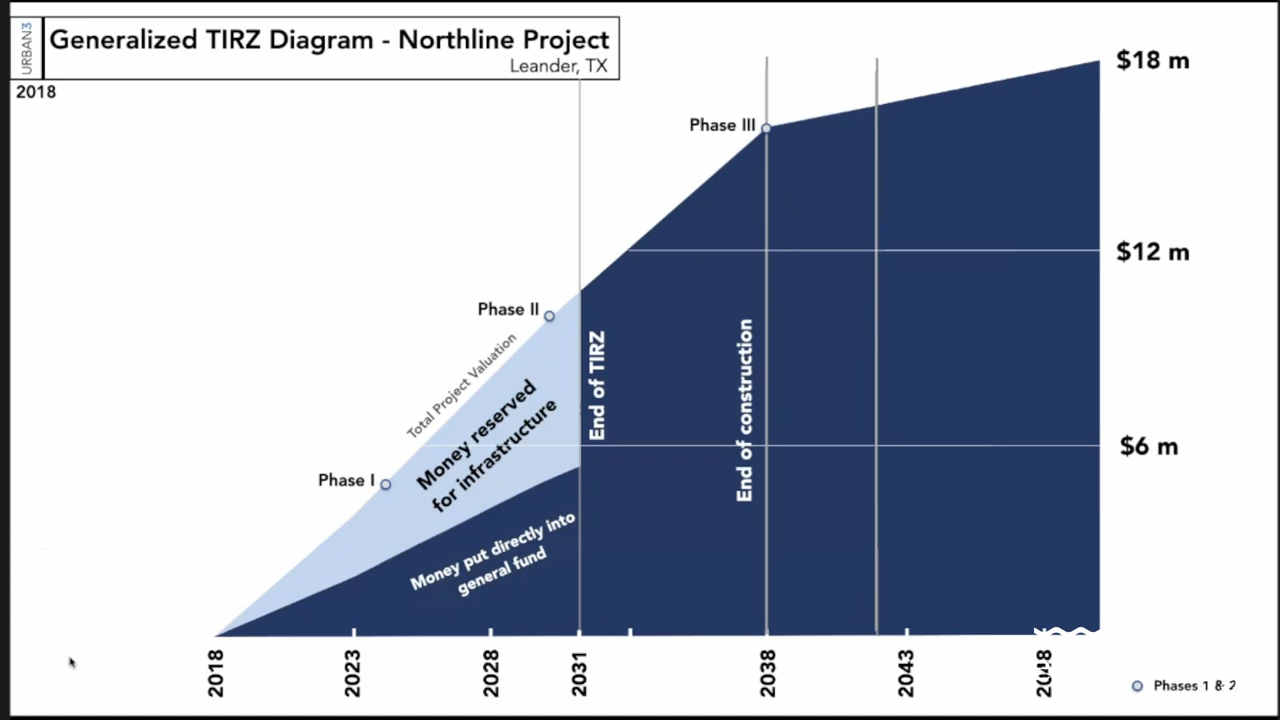 URBAN3
Generalized TIRZ Diagram - Northline Project
Leander, TX
2018
$18 m
Phase III
$12 m
Phase II
Total Project Valuation
Money reserved
for infrastructure
End of TIRZ
End of construction
$6 m
Phase I
Money put directly into
general fund
2018
2023
2028
2031
2038
2043
2048
Phases 1 & 2